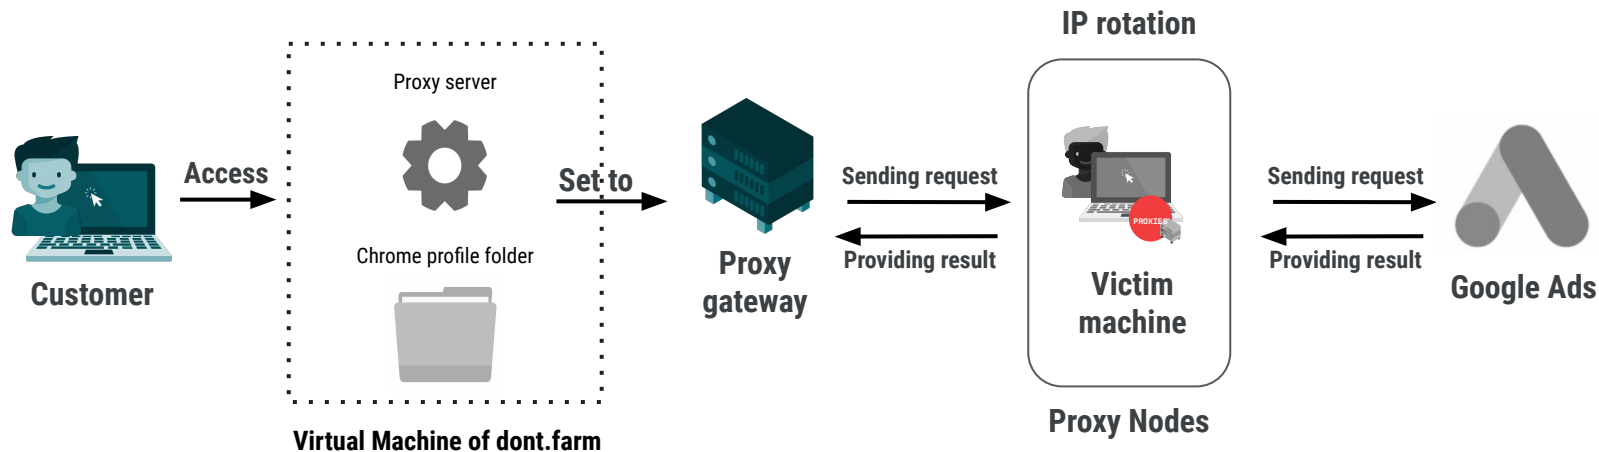 IP rotation
Proxy server
Access
Set to
Chrome profile folder
Customer
Virtual Machine of dont.farm
Proxy
gateway
Sending request
Providing result
PROXIES
Victim
machine
Proxy Nodes
Sending request
Providing result
Google Ads